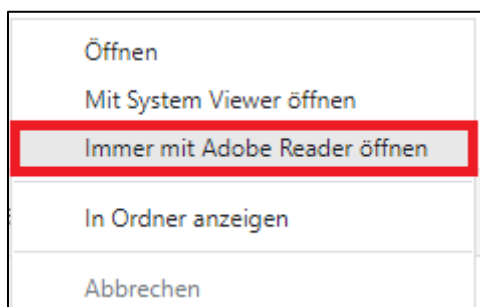 Öffnen
Mit System Viewer öffnen
Immer mit Adobe Reader öffnen
In Ordner anzeigen
Abbrechen